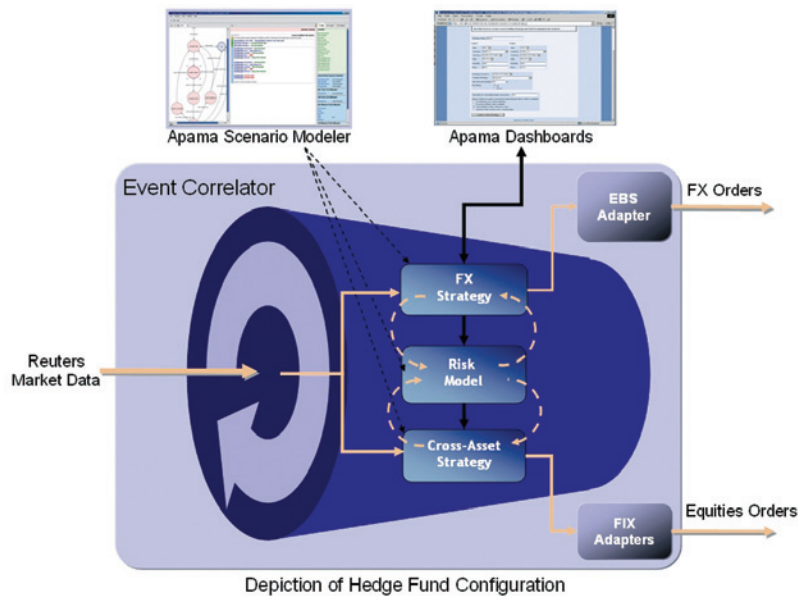 Apama Scenario Modeler
Apama Dashboards
Event Correlator
EBS
Adapter
FX Orders
FX
Strategy
Reuters
Market Data
Risk
Model
Cross-Asset
Strategy
FIX
Adapters
Equities Orders
Depiction of Hedge Fund Configuration